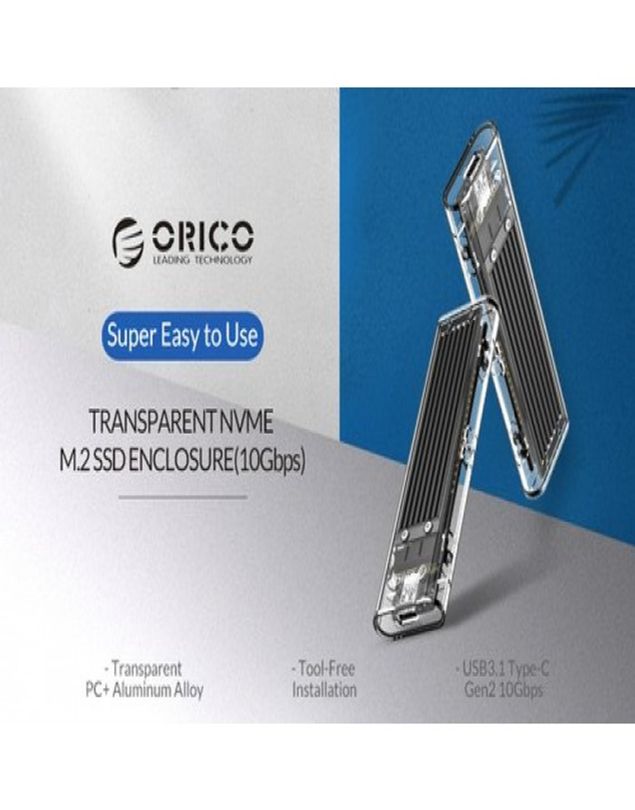 ORICO
LEADING TECHNOLOGY
Super Easy to Use
TRANSPARENT NVME
M.2 SSD ENCLOSURE(10Gbps)
- Transparent
PC+ Aluminum Alloy
- Tool-Free
Installation
- USB3.1 Type-C
Gen2 10Gbps